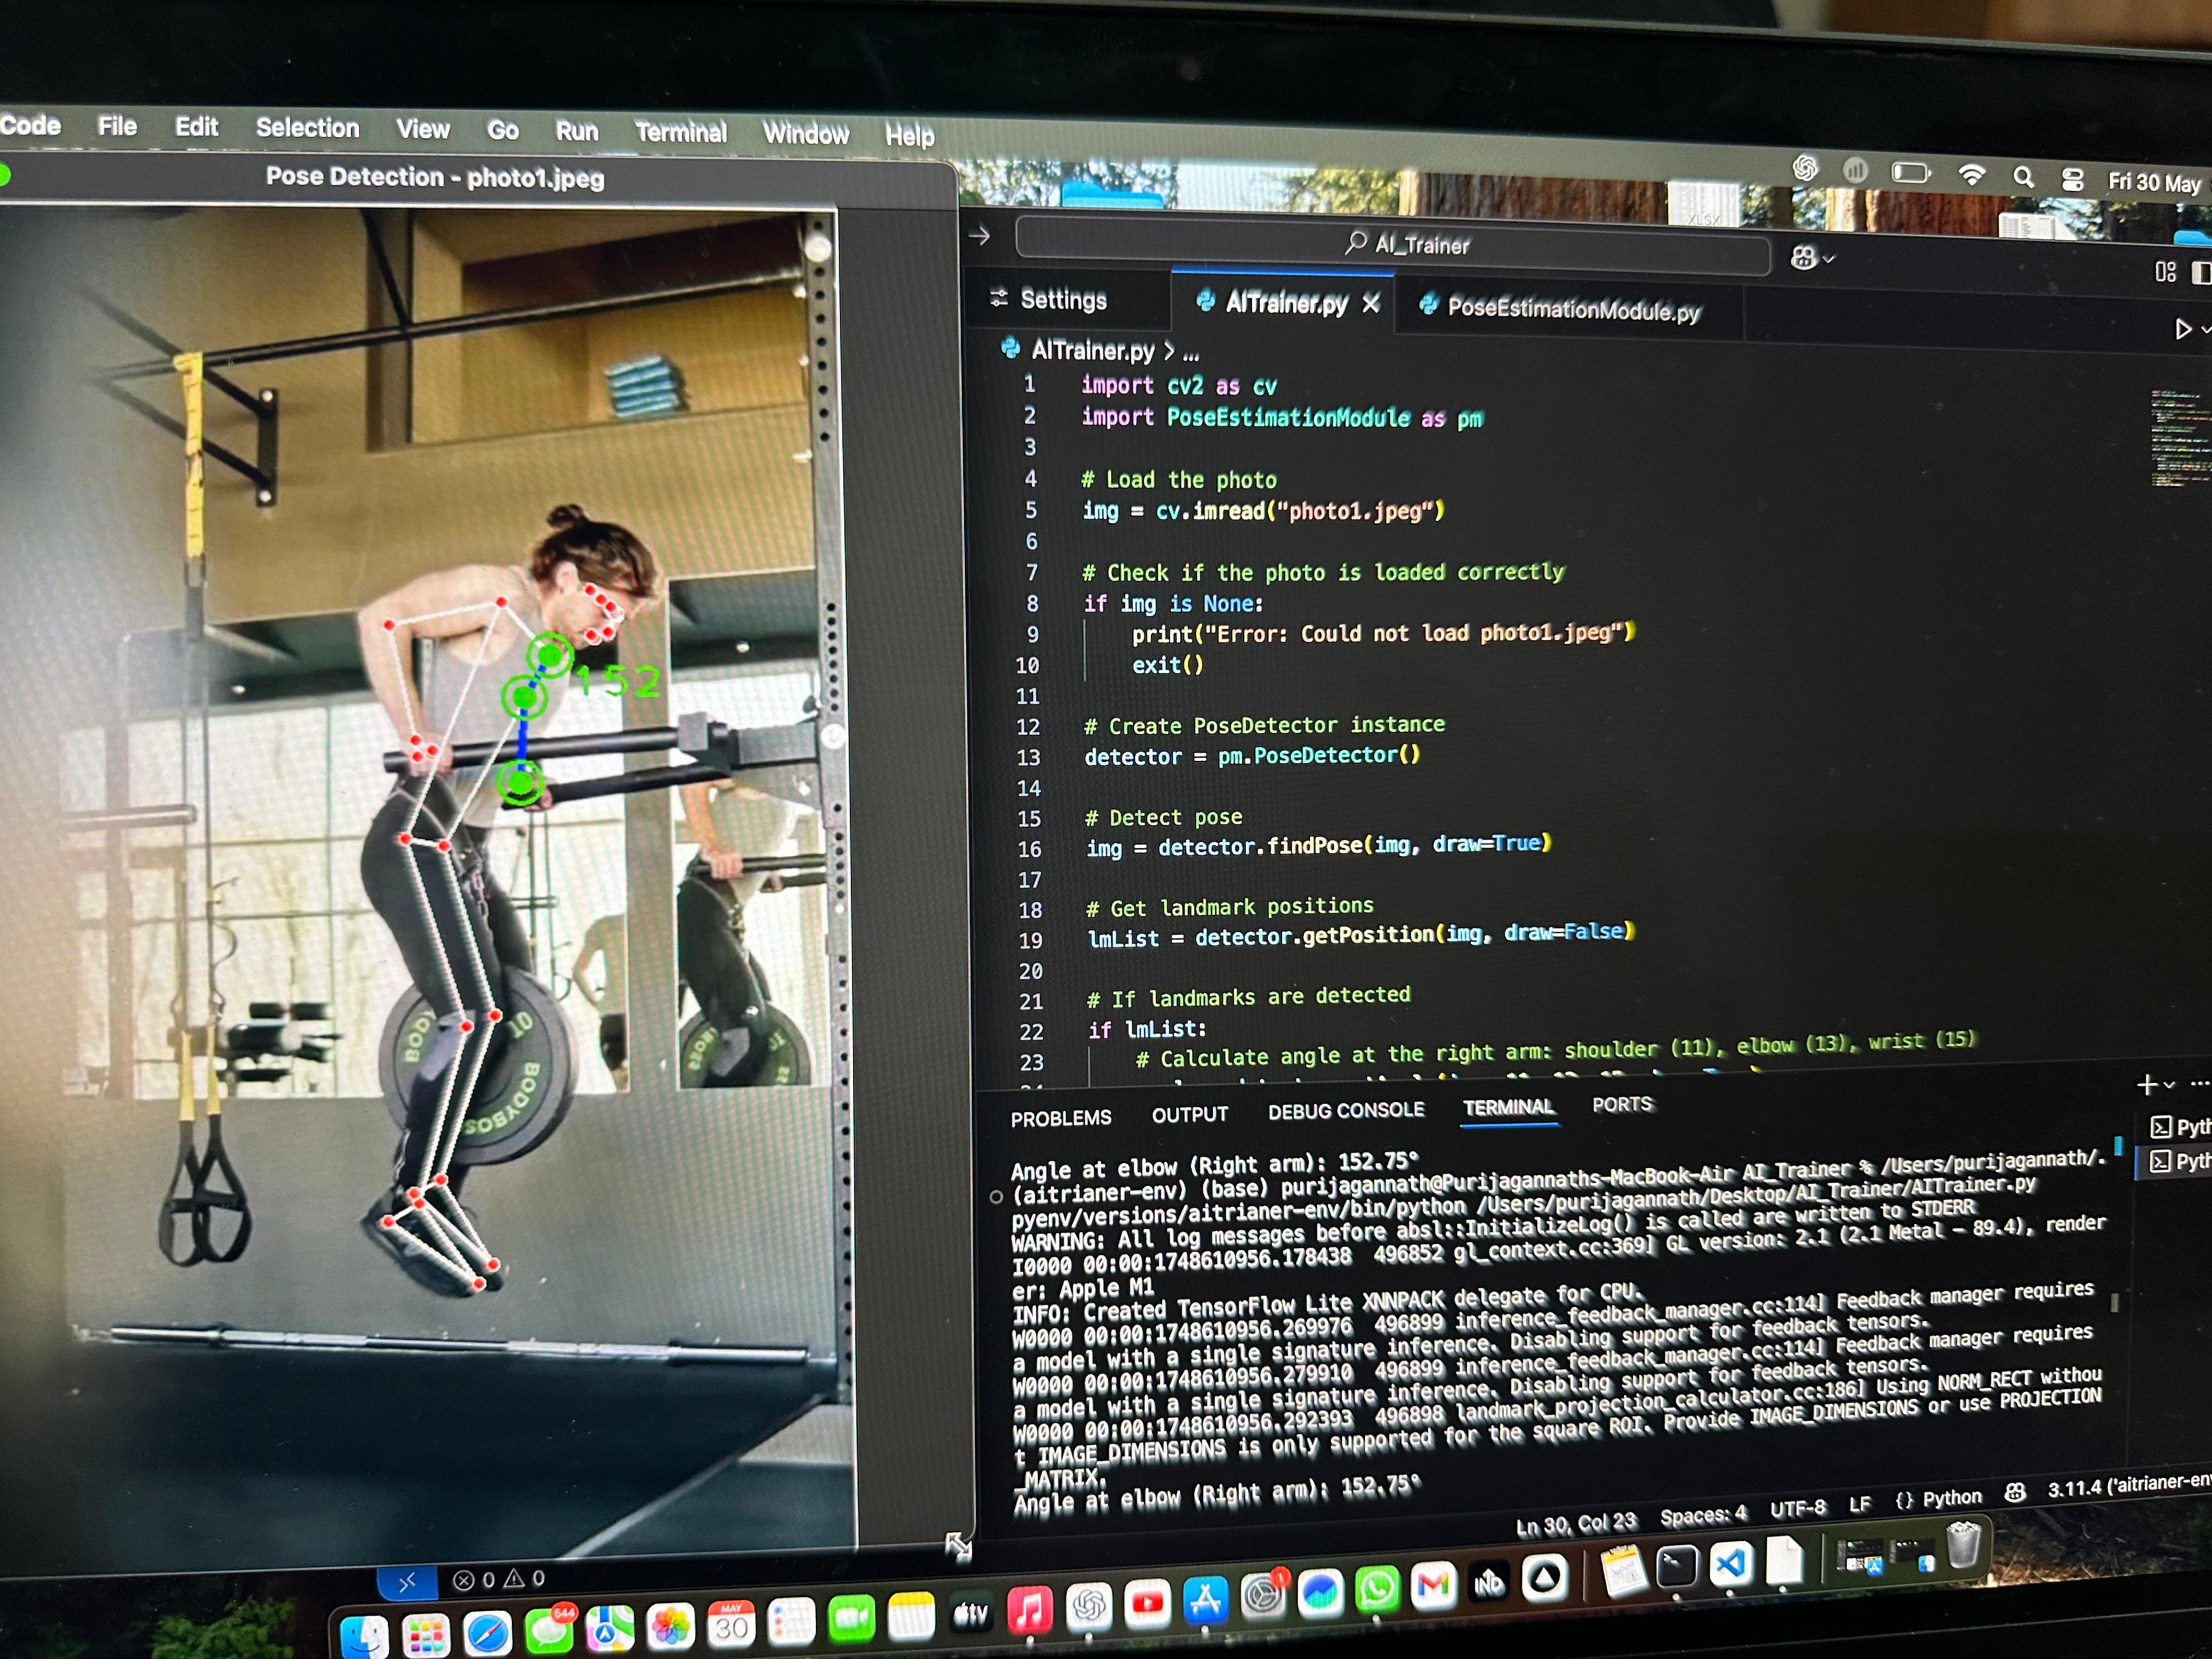 Code File Edit Selection View Go Run Terminal Window Help
Fri 30 May
Pose Detection - photo1.jpeg
152
BODY
10
BODYBOSS
XLSX
AI_Trainer
Settings
AITrainer.py
PoseEstimationModule.py
AITrainer.py > ...
1 import cv2 as cv
2 import PoseEstimationModule as pm
3
4 # Load the photo
5 img = cv.imread("photo1.jpeg")
6
7 # Check if the photo is loaded correctly
8 if img is None:
9 print("Error: Could not load photo1.jpeg")
10 exit()
11
12 # Create PoseDetector instance
13 detector = pm.PoseDetector()
14
15 # Detect pose
16 img = detector.findPose(img, draw=True)
17
18 # Get landmark positions
19 lmList = detector.getPosition(img, draw=False)
20
21 # If landmarks are detected
22 if lmList:
23 # Calculate angle at the right arm: shoulder (11), elbow (13), wrist (15)
PROBLEMS OUTPUT DEBUG CONSOLE TERMINAL PORTS
Pyth
Pyth
Angle at elbow (Right arm): 152.75°
(aitrianer-env) (base) purijagannath@Purijagannaths-MacBook-Air AI_Trainer % /Users/purijagannath/.
pyenv/versions/aitrianer-env/bin/python /Users/purijagannath/Desktop/AI_Trainer/AITrainer.py
WARNING: All log messages before absl::InitializeLog() is called are written to STDERR
I0000 00:00:1748610956.178438 496852 gl_context.cc:369] GL version: 2.1 (2.1 Metal - 89.4), render
er: Apple M1
INFO: Created TensorFlow Lite XNNPACK delegate for CPU.
W0000 00:00:1748610956.269976 496899 inference_feedback_manager.cc:114] Feedback manager requires
a model with a single signature inference. Disabling support for feedback tensors.
W0000 00:00:1748610956.279910 496899 inference_feedback_manager.cc:114] Feedback manager requires
a model with a single signature inference. Disabling support for feedback tensors.
W0000 00:00:1748610956.292393 496898 landmark_projection_calculator.cc:186] Using NORM_RECT withou
t IMAGE_DIMENSIONS is only supported for the square ROI. Provide IMAGE_DIMENSIONS or use PROJECTION
_MATRIX.
Angle at elbow (Right arm): 152.75°
0 0
Ln 30, Col 23 Spaces: 4 UTF-8 LF {} Python 3.11.4 ('aitrianer-env
544
MAY
30
tv
1
IND